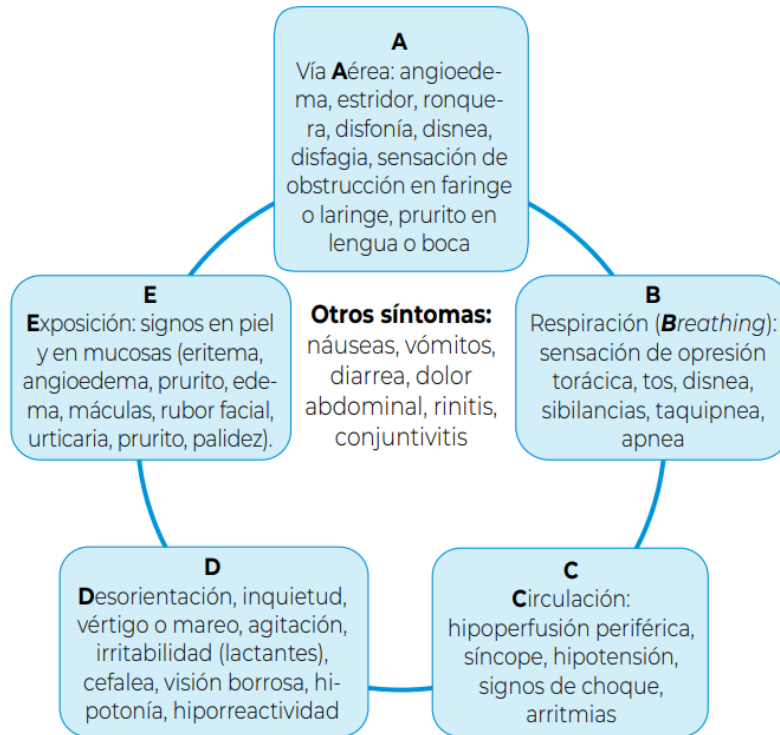 A
Vía Aérea: angioede-
ma, estridor, ronque-
ra, disfonía, disnea,
disfagia, sensación de
obstrucción en faringe
o laringe, prurito en
lengua o boca
B
Respiración (Breathing):
sensación de opresión
torácica, tos, disnea,
sibilancias, taquipnea,
apnea
C
Circulación:
hipoperfusión periférica,
síncope, hipotensión,
signos de choque,
arritmias
D
Desorientación, inquietud,
vértigo o mareo, agitación,
irritabilidad (lactantes),
cefalea, visión borrosa, hi-
potonía, hiporreactividad
E
Exposición: signos en piel
y en mucosas (eritema,
angioedema, prurito, ede-
ma, máculas, rubor facial,
urticaria, prurito, palidez).
Otros síntomas:
náuseas, vómitos,
diarrea, dolor
abdominal, rinitis,
conjuntivitis